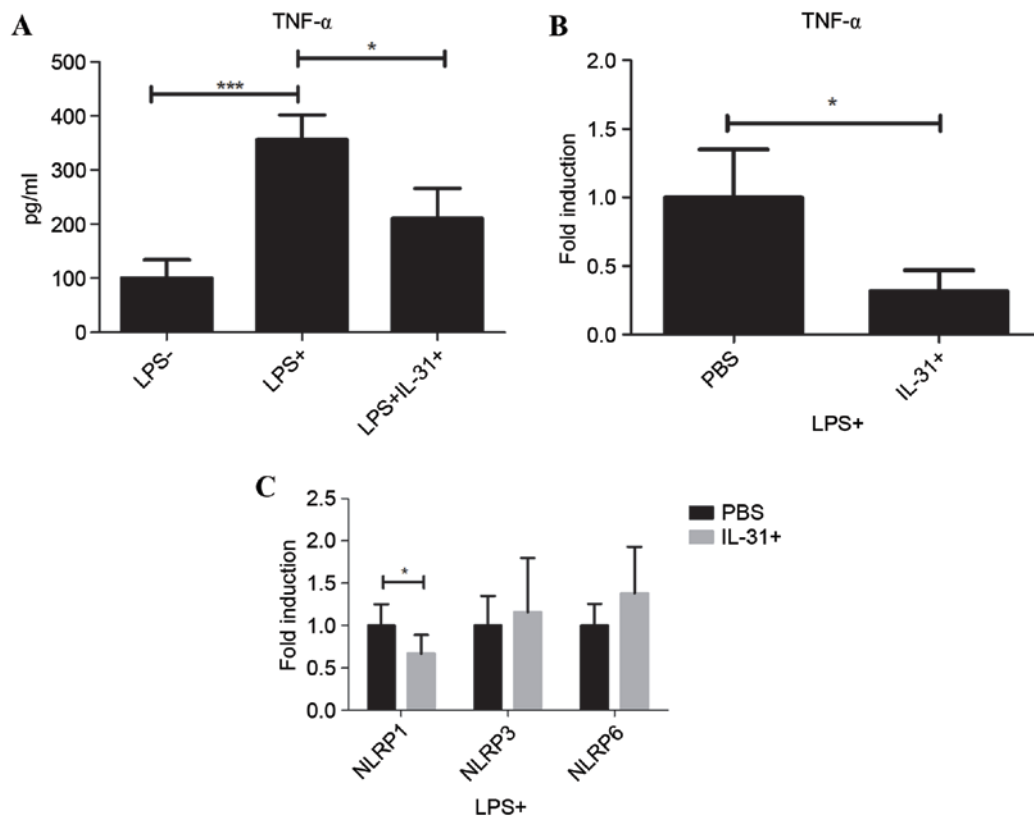 A
TNF-α
500
400
300
200
100
0
pg/ml
***
*
LPS-
LPS+
LPS+IL-31+
B
TNF-α
2.0
1.5
1.0
0.5
0.0
Fold induction
*
PBS
IL-31+
LPS+
C
2.5
2.0
1.5
1.0
0.5
0.0
Fold induction
*
PBS
IL-31+
NLRP1
NLRP3
NLRP6
LPS+